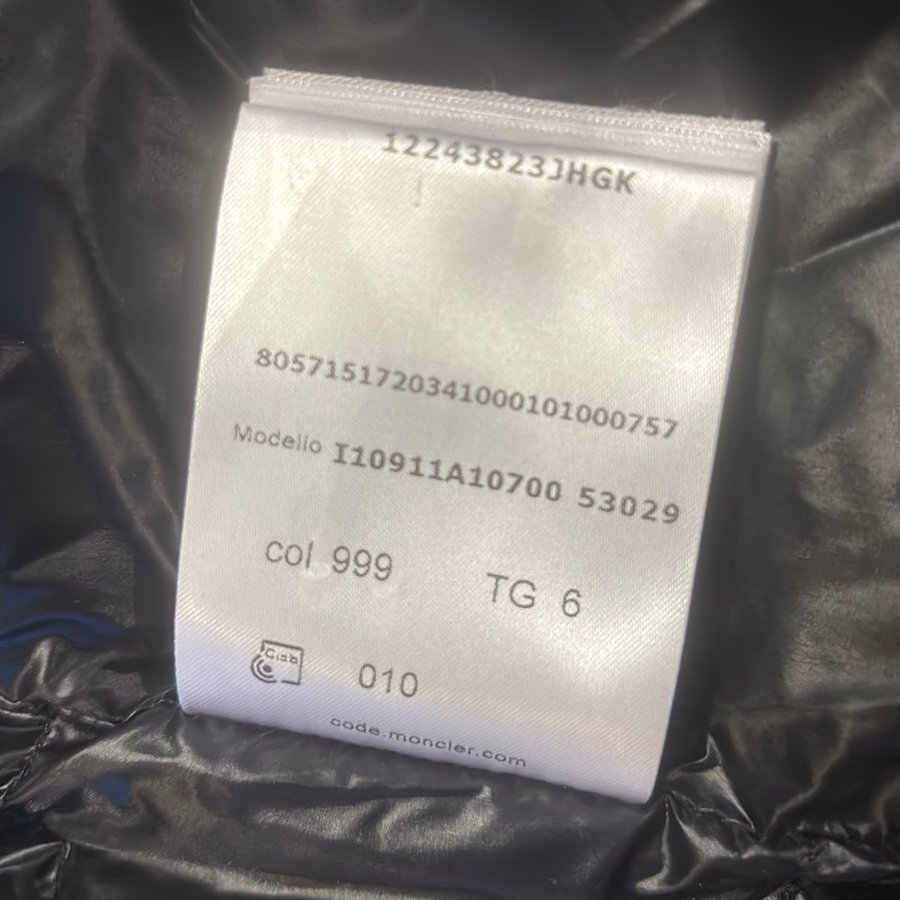 12243823JHGK
8057151720341000101000757
Modello I10911A10700 53029
col 999 TG 6
010
code.moncler.com